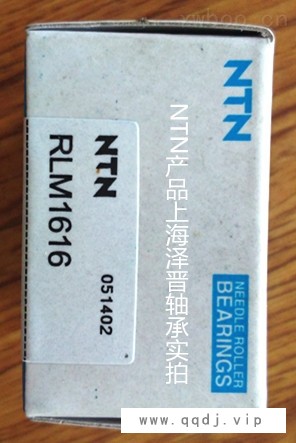 NTN
RLM1616
051402
NTN
NEEDLE ROLLER
BEARINGS
NTN产品上海泽晋轴承实拍
www.qqdj.vip